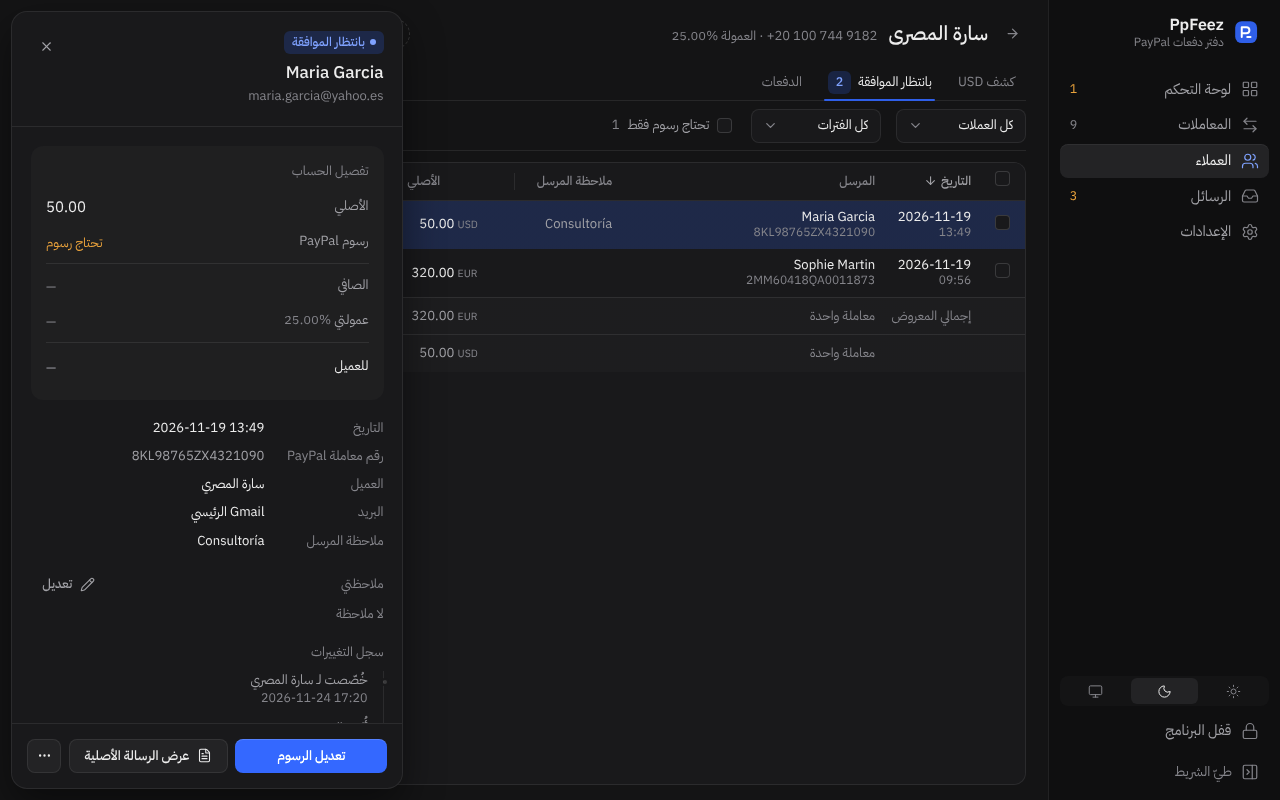 PpFeez
دفتر دفعات PayPal
لوحة التحكم 1
المعاملات 9
العملاء
الرسائل 3
الإعدادات
قفل البرنامج
طيّ الشريط
سارة المصري
+20 100 744 9182 · العمولة 25.00%
كشف USD
بانتظار الموافقة 2
الدفعات
كل العملات
كل الفترات
تحتاج رسوم فقط 1
التاريخ
المرسل
ملاحظة المرسل
الأصلي
2026-11-19
13:49
Maria Garcia
8KL98765ZX4321090
Consultoría
50.00 USD
2026-11-19
09:56
Sophie Martin
2MM60418QA0011873
320.00 EUR
إجمالي المعروض
معاملة واحدة
320.00 EUR
معاملة واحدة
50.00 USD
بانتظار الموافقة
Maria Garcia
maria.garcia@yahoo.es
تفصيل الحساب
الأصلي 50.00
رسوم PayPal تحتاج رسوم
الصافي —
عمولتي 25.00% —
للعميل —
التاريخ 2026-11-19 13:49
رقم معاملة PayPal 8KL98765ZX4321090
العميل سارة المصري
البريد Gmail الرئيسي
ملاحظة المرسل Consultoría
ملاحظتي تعديل
لا ملاحظة
سجل التغييرات
خُصّصت لـ سارة المصري
2026-11-24 17:20
تعديل الرسوم
عرض الرسالة الأصلية